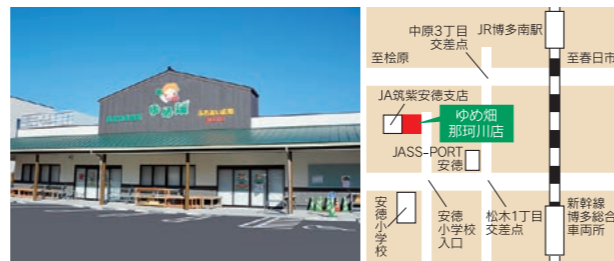 ゆめ畑
中原3丁目
交差点
JR博多南駅
至桧原
至春日市
JA筑紫安徳支店
ゆめ畑
那珂川店
JASS-PORT
安徳
安徳小学校
安徳
小学校
入口
松木1丁目
交差点
新幹線
博多総合
車両所